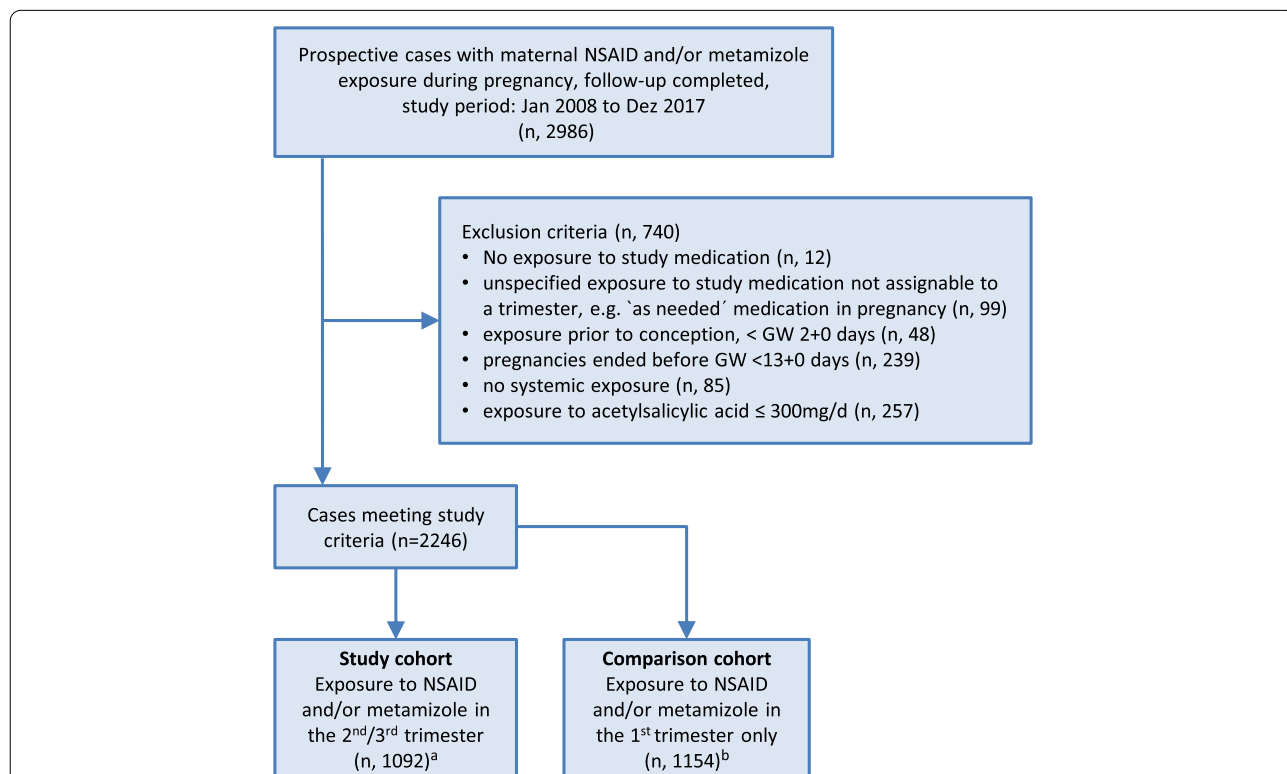 Prospective cases with maternal NSAID and/or metamizole
exposure during pregnancy, follow-up completed,
study period: Jan 2008 to Dez 2017
(n, 2986)
Exclusion criteria (n, 740)
• No exposure to study medication (n, 12)
• unspecified exposure to study medication not assignable to
a trimester, e.g. `as needed´ medication in pregnancy (n, 99)
• exposure prior to conception, < GW 2+0 days (n, 48)
• pregnancies ended before GW <13+0 days (n, 239)
• no systemic exposure (n, 85)
• exposure to acetylsalicylic acid ≤ 300mg/d (n, 257)
Cases meeting study
criteria (n=2246)
Study cohort
Exposure to NSAID
and/or metamizole in
the 2nd/3rd trimester
(n, 1092)a
Comparison cohort
Exposure to NSAID
and/or metamizole in
the 1st trimester only
(n, 1154)b